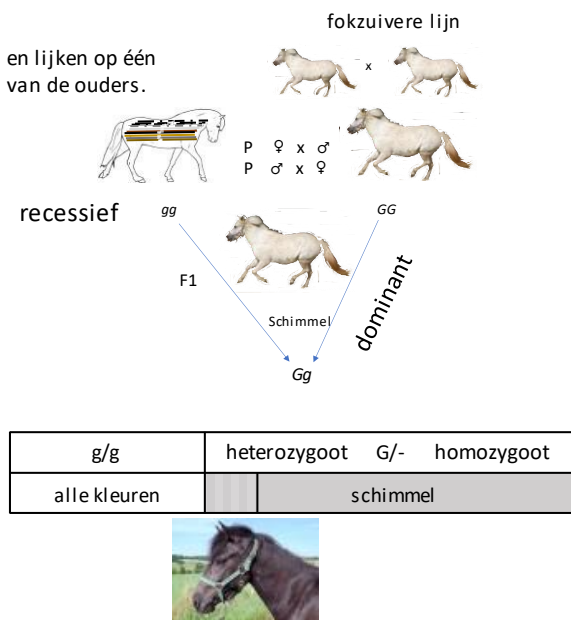 fokzuivere lijn
en lijken op één
van de ouders.
x
P ♀ x ♂
P ♂ x ♀
recessief
gg
GG
F1
dominant
Schimmel
Gg
g/g heterozygoot G/- homozygoot
alle kleuren schimmel